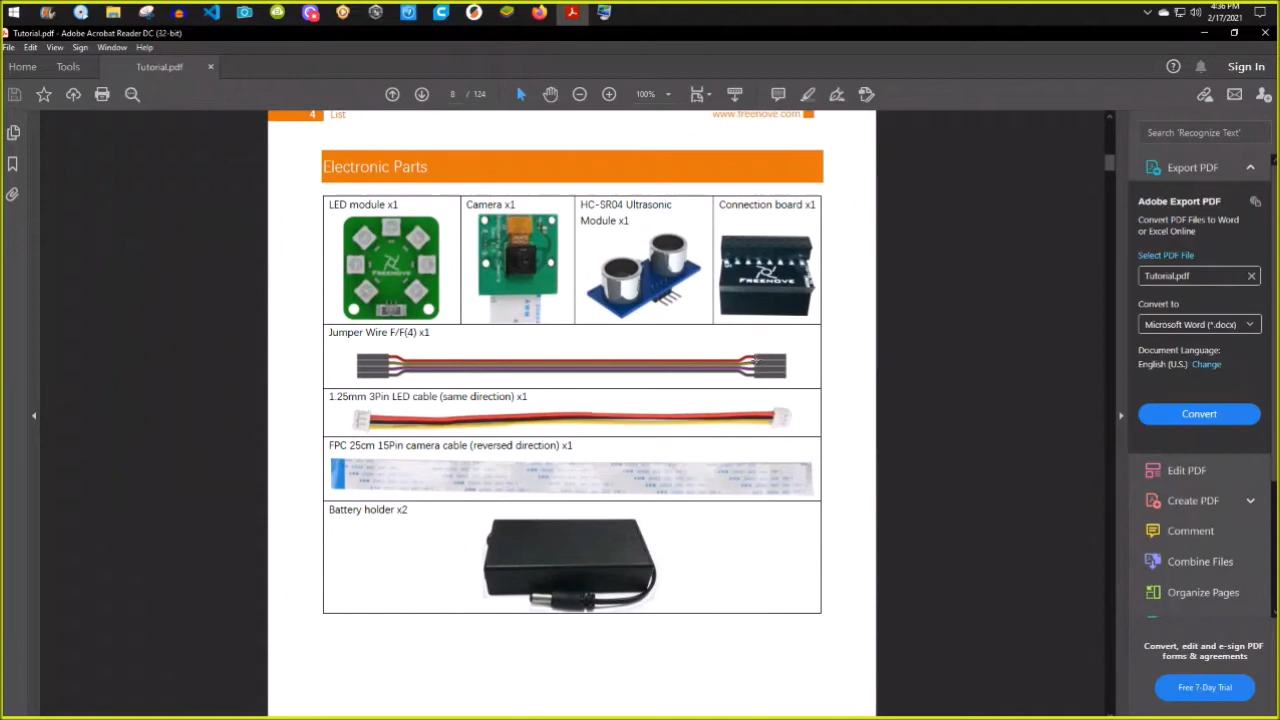 4:36 PM
2/17/2021
Tutorial.pdf - Adobe Acrobat Reader DC (32-bit)
File Edit View Sign Window Help
Home Tools Tutorial.pdf × Sign In
8 / 124 100%
4 List www.freenove.com
Electronic Parts
LED module x1
FREENOVE
Camera x1
HC-SR04 Ultrasonic
Module x1
Connection board x1
FREENOVE
Jumper Wire F/F(4) x1
1.25mm 3Pin LED cable (same direction) x1
FPC 25cm 15Pin camera cable (reversed direction) x1
Battery holder x2
Search 'Recognize Text'
Export PDF
Adobe Export PDF
Convert PDF Files to Word
or Excel Online
Select PDF File
Tutorial.pdf
Convert to
Microsoft Word (*.docx)
Document Language:
English (U.S.) Change
Convert
Edit PDF
Create PDF
Comment
Combine Files
Organize Pages
Convert, edit and e-sign PDF
forms & agreements
Free 7-Day Trial